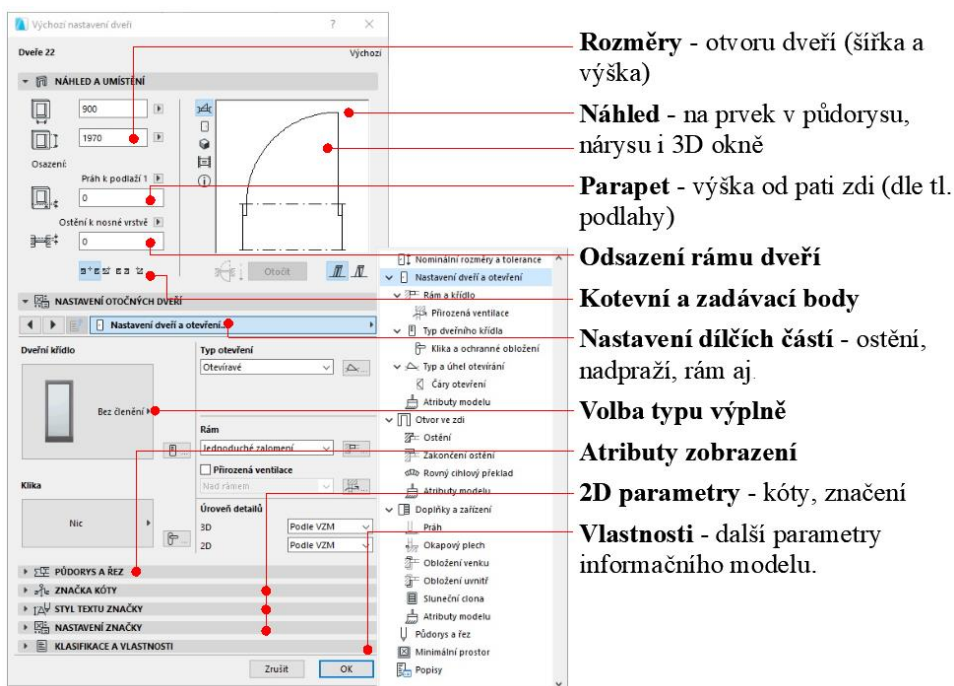 Výchozí nastavení dveří
? ×
Dveře 22
Výchozí
NÁHLED A UMÍSTĚNÍ
900
1970
Osazení:
Práh k podlaží 1
0
Ostění k nosné vrstvě
0
Otočit
NASTAVENÍ OTOČNÝCH DVEŘÍ
Nastavení dveří a otevření...
Dveřní křídlo
Bez členění
Klika
Nic
Typ otevření
Otevíravé
Rám
Jednoduché zalomení
Přirozená ventilace
Nad rámem
Úroveň detailů
3D
Podle VZM
2D
Podle VZM
PŮDORYS A ŘEZ
ZNAČKA KÓTY
STYL TEXTU ZNAČKY
NASTAVENÍ ZNAČKY
KLASIFIKACE A VLASTNOSTI
Zrušit
OK
Nominální rozměry a tolerance
Nastavení dveří a otevření
Rám a křídlo
Přirozená ventilace
Typ dveřního křídla
Klika a ochranné obložení
Typ a úhel otevírání
Čáry otevření
Atributy modelu
Otvor ve zdi
Ostění
Zakončení ostění
Rovný cihlový překlad
Atributy modelu
Doplňky a zařízení
Práh
Okapový plech
Obložení venku
Obložení uvnitř
Sluneční clona
Atributy modelu
Půdorys a řez
Minimální prostor
Popisy
Rozměry - otvoru dveří (šířka a
výška)
Náhled - na prvek v půdorysu,
nárysu i 3D okně
Parapet - výška od pati zdi (dle tl.
podlahy)
Odsazení rámu dveří
Kotevní a zadávací body
Nastavení dílčích částí - ostění,
nadpraží, rám aj.
Volba typu výplně
Atributy zobrazení
2D parametry - kóty, značení
Vlastnosti - další parametry
informačního modelu.